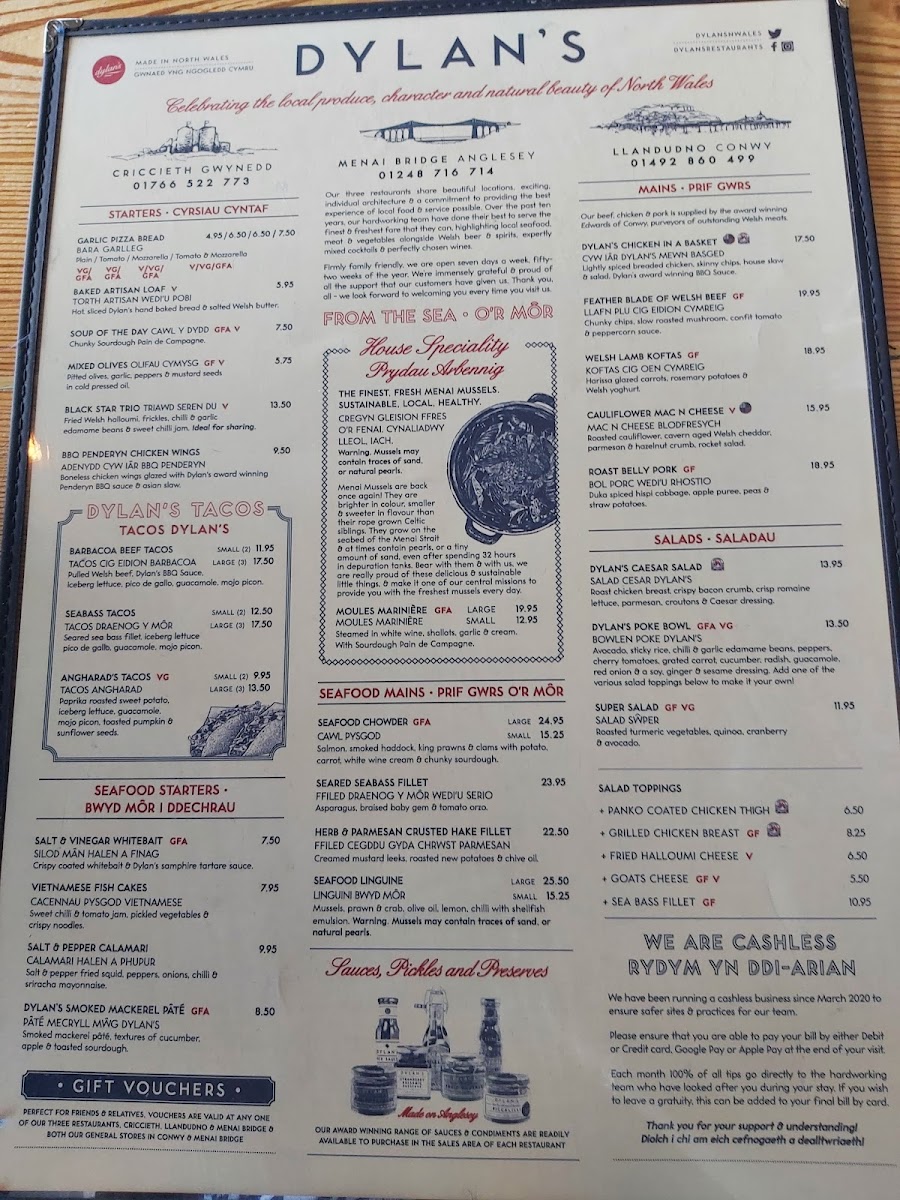 dylan's
MADE IN NORTH WALES
GWNAED YNG NGOGLEDD CYMRU
DYLAN'S
DYLANSNWALES
DYLANSRESTAURANTS
Celebrating the local produce, character and natural beauty of North Wales
CRICCIETH GWYNEDD
01766 522 773
MENAI BRIDGE ANGLESEY
01248 716 714
LLANDUDNO CONWY
01492 860 499
STARTERS • CYRSIAU CYNTAF
GARLIC PIZZA BREAD 4.95 / 6.50 / 6.50 / 7.50
BARA GARLLEG
Plain / Tomato / Mozzarella / Tomato & Mozzarella
VG/ VG/ V/VG/ V/VG/GFA
GFA GFA GFA
BAKED ARTISAN LOAF V 5.95
TORTH ARTISAN WEDI'U POBI
Hot sliced Dylan's hand baked bread & salted Welsh butter.
SOUP OF THE DAY CAWL Y DYDD GFA V 7.50
Chunky Sourdough Pain de Campagne.
MIXED OLIVES OLIFAU CYMYSG GF V 5.75
Pitted olives, garlic, peppers & mustard seeds
in cold pressed oil.
BLACK STAR TRIO TRIAWD SEREN DU V 13.50
Fried Welsh halloumi, frickles, chilli & garlic
edamame beans & sweet chilli jam. Ideal for sharing.
BBQ PENDERYN CHICKEN WINGS 9.50
ADENYDD CYW IÂR BBQ PENDERYN
Boneless chicken wings glazed with Dylan's award winning
Penderyn BBQ sauce & asian slaw.
DYLAN'S TACOS
TACOS DYLAN'S
BARBACOA BEEF TACOS SMALL (2) 11.95
TACOS CIG EIDION BARBACOA LARGE (3) 17.50
Pulled Welsh beef, Dylan's BBQ Sauce,
iceberg lettuce, pico de gallo, guacamole, mojo picon.
SEABASS TACOS SMALL (2) 12.50
TACOS DRAENOG Y MÔR LARGE (3) 17.50
Seared sea bass fillet, iceberg lettuce
pico de gallo, guacamole, mojo picon.
ANGHARAD'S TACOS VG SMALL (2) 9.95
TACOS ANGHARAD LARGE (3) 13.50
Paprika roasted sweet potato,
iceberg lettuce, guacamole,
mojo picon, toasted pumpkin &
sunflower seeds.
SEAFOOD STARTERS •
BWYD MÔR I DDECHRAU
SALT & VINEGAR WHITEBAIT GFA 7.50
SILOD MÂN HALEN A FINAG
Crispy coated whitebait & Dylan's samphire tartare sauce.
VIETNAMESE FISH CAKES 7.95
CACENNAU PYSGOD VIETNAMESE
Sweet chilli & tomato jam, pickled vegetables &
crispy noodles.
SALT & PEPPER CALAMARI 9.95
CALAMARI HALEN A PHUPUR
Salt & pepper fried squid, peppers, onions, chilli &
sriracha mayonnaise.
DYLAN'S SMOKED MACKEREL PÂTÉ GFA 8.50
PÂTÉ MECRYLL MŴG DYLAN'S
Smoked mackerel pâté, textures of cucumber,
apple & toasted sourdough.
• GIFT VOUCHERS •
PERFECT FOR FRIENDS & RELATIVES, VOUCHERS ARE VALID AT ANY ONE
OF OUR THREE RESTAURANTS, CRICCIETH, LLANDUDNO & MENAI BRIDGE &
BOTH OUR GENERAL STORES IN CONWY & MENAI BRIDGE
Our three restaurants share beautiful locations, exciting,
individual architecture & a commitment to providing the best
experience of local food & service possible. Over the past ten
years, our hardworking team have done their best to serve the
finest & freshest fare that they can, highlighting local seafood,
meat & vegetables alongside Welsh beer & spirits, expertly
mixed cocktails & perfectly chosen wines.
Firmly family friendly, we are open seven days a week, fifty-
two weeks of the year. We're immensely grateful & proud of
all the support that our customers have given us. Thank you,
all - we look forward to welcoming you every time you visit us.
FROM THE SEA • O'R MÔR
House Speciality
Prydau Arbennig
THE FINEST, FRESH MENAI MUSSELS.
SUSTAINABLE, LOCAL, HEALTHY.
CREGYN GLEISION FFRES
O'R FENAI, CYNALIADWY
LLEOL, IACH.
Warning. Mussels may
contain traces of sand,
or natural pearls.
Menai Mussels are back
once again! They are
brighter in colour, smaller
& sweeter in flavour than
their rope grown Celtic
siblings. They grow on the
seabed of the Menai Strait
& at times contain pearls, or a tiny
amount of sand, even after spending 32 hours
in depuration tanks. Bear with them & with us, we
are really proud of these delicious & sustainable
little things, & make it one of our central missions to
provide you with the freshest mussels every day.
MOULES MARINIÈRE GFA LARGE 19.95
MOULES MARINIÈRE SMALL 12.95
Steamed in white wine, shallots, garlic & cream.
With Sourdough Pain de Campagne.
SEAFOOD MAINS • PRIF GWRS O'R MÔR
SEAFOOD CHOWDER GFA LARGE 24.95
CAWL PYSGOD SMALL 15.25
Salmon, smoked haddock, king prawns & clams with potato,
carrot, white wine cream & chunky sourdough.
SEARED SEABASS FILLET 23.95
FFILED DRAENOG Y MÔR WEDI'U SERIO
Asparagus, braised baby gem & tomato orzo.
HERB & PARMESAN CRUSTED HAKE FILLET 22.50
FFILED CEGDDU GYDA CHRWST PARMESAN
Creamed mustard leeks, roasted new potatoes & chive oil.
SEAFOOD LINGUINE LARGE 25.50
LINGUINI BWYD MÔR SMALL 15.25
Mussels, prawn & crab, olive oil, lemon, chilli with shellfish
emulsion. Warning. Mussels may contain traces of sand, or
natural pearls.
Sauces, Pickles and Preserves
Made on Anglesey
OUR AWARD WINNING RANGE OF SAUCES & CONDIMENTS ARE READILY
AVAILABLE TO PURCHASE IN THE SALES AREA OF EACH RESTAURANT
MAINS • PRIF GWRS
Our beef, chicken & pork is supplied by the award winning
Edwards of Conwy, purveyors of outstanding Welsh meats.
DYLAN'S CHICKEN IN A BASKET 17.50
CYW IÂR DYLAN'S MEWN BASGED
Lightly spiced breaded chicken, skinny chips, house slaw
& salad, Dylan's award winning BBQ Sauce.
FEATHER BLADE OF WELSH BEEF GF 19.95
LLAFN PLU CIG EIDION CYMREIG
Chunky chips, slow roasted mushroom, confit tomato
& peppercorn sauce.
WELSH LAMB KOFTAS GF 18.95
KOFTAS CIG OEN CYMREIG
Harissa glazed carrots, rosemary potatoes &
Welsh yoghurt.
CAULIFLOWER MAC N CHEESE V 15.95
MAC N CHEESE BLODFRESYCH
Roasted cauliflower, cavern aged Welsh cheddar,
parmesan & hazelnut crumb, rocket salad.
ROAST BELLY PORK GF 18.95
BOL PORC WEDI'U RHOSTIO
Duka spiced hispi cabbage, apple puree, peas &
straw potatoes.
SALADS • SALADAU
DYLAN'S CAESAR SALAD 13.95
SALAD CESAR DYLAN'S
Roast chicken breast, crispy bacon crumb, crisp romaine
lettuce, parmesan, croutons & Caesar dressing.
DYLAN'S POKE BOWL GFA VG 13.50
BOWLEN POKE DYLAN'S
Avocado, sticky rice, chilli & garlic edamame beans, peppers,
cherry tomatoes, grated carrot, cucumber, radish, guacamole,
red onion & a soy, ginger & sesame dressing. Add one of the
various salad toppings below to make it your own!
SUPER SALAD GF VG 11.95
SALAD SŴPER
Roasted turmeric vegetables, quinoa, cranberry
& avocado.
SALAD TOPPINGS
+ PANKO COATED CHICKEN THIGH 6.50
+ GRILLED CHICKEN BREAST GF 8.25
+ FRIED HALLOUMI CHEESE V 6.50
+ GOATS CHEESE GF V 5.50
+ SEA BASS FILLET GF 10.95
WE ARE CASHLESS
RYDYM YN DDI-ARIAN
We have been running a cashless business since March 2020 to
ensure safer sites & practices for our team.
Please ensure that you are able to pay your bill by either Debit
or Credit card, Google Pay or Apple Pay at the end of your visit.
Each month 100% of all tips go directly to the hardworking
team who have looked after you during your stay. If you wish
to leave a gratuity, this can be added to your final bill by card.
Thank you for your support & understanding!
Diolch i chi am eich cefnogaeth a dealltwriaeth!